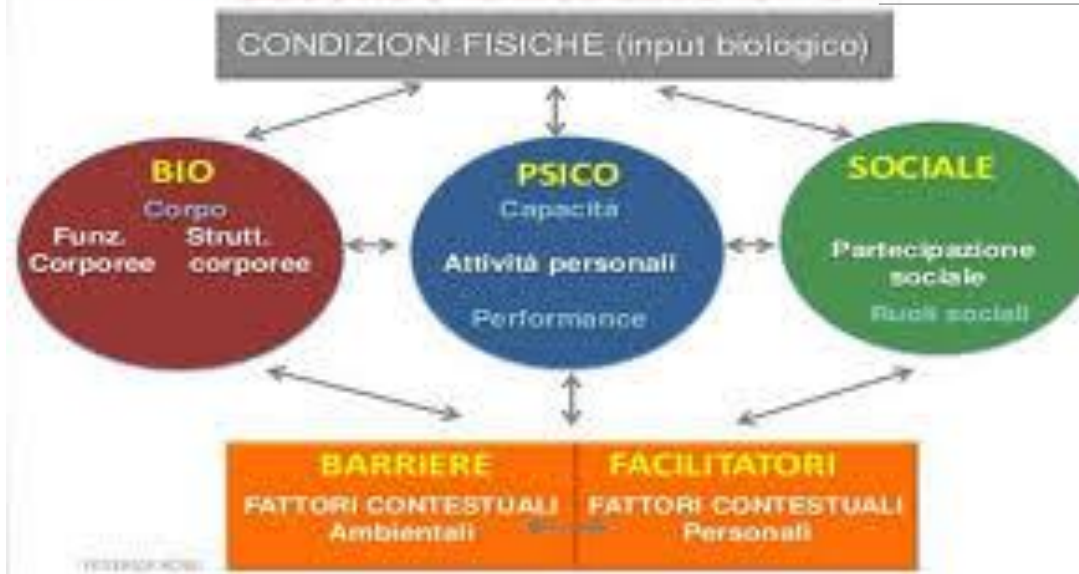 CONDIZIONI FISICHE (input biologico)
BIO
Corpo
Funz. Strutt.
Corporee corporee
PSICO
Capacità
Attività personali
Performance
SOCIALE
Partecipazione
sociale
Ruoli sociali
BARRIERE
FATTORI CONTESTUALI
Ambientali
FACILITATORI
FATTORI CONTESTUALI
Personali